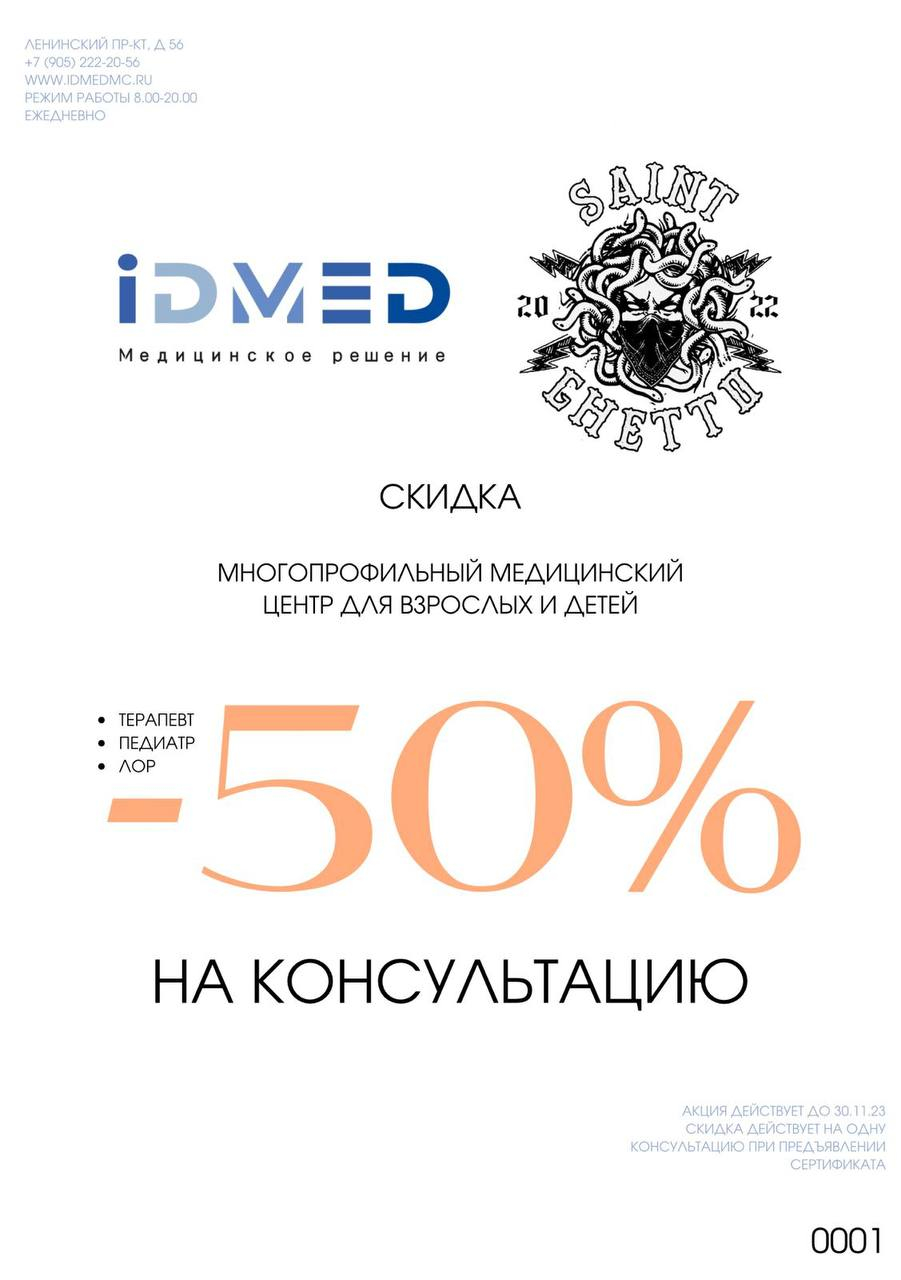 ЛЕНИНСКИЙ ПР-КТ, Д 56
+7 (905) 222-20-56
WWW.IDMEDMC.RU
РЕЖИМ РАБОТЫ 8.00-20.00
ЕЖЕДНЕВНО
iDMED
Медицинское решение
SAINT
20 22
GHETTO
СКИДКА
МНОГОПРОФИЛЬНЫЙ МЕДИЦИНСКИЙ
ЦЕНТР ДЛЯ ВЗРОСЛЫХ И ДЕТЕЙ
• ТЕРАПЕВТ
• ПЕДИАТР
• ЛОР
-50%
НА КОНСУЛЬТАЦИЮ
АКЦИЯ ДЕЙСТВУЕТ ДО 30.11.23
СКИДКА ДЕЙСТВУЕТ НА ОДНУ
КОНСУЛЬТАЦИЮ ПРИ ПРЕДЪЯВЛЕНИИ
СЕРТИФИКАТА
0001